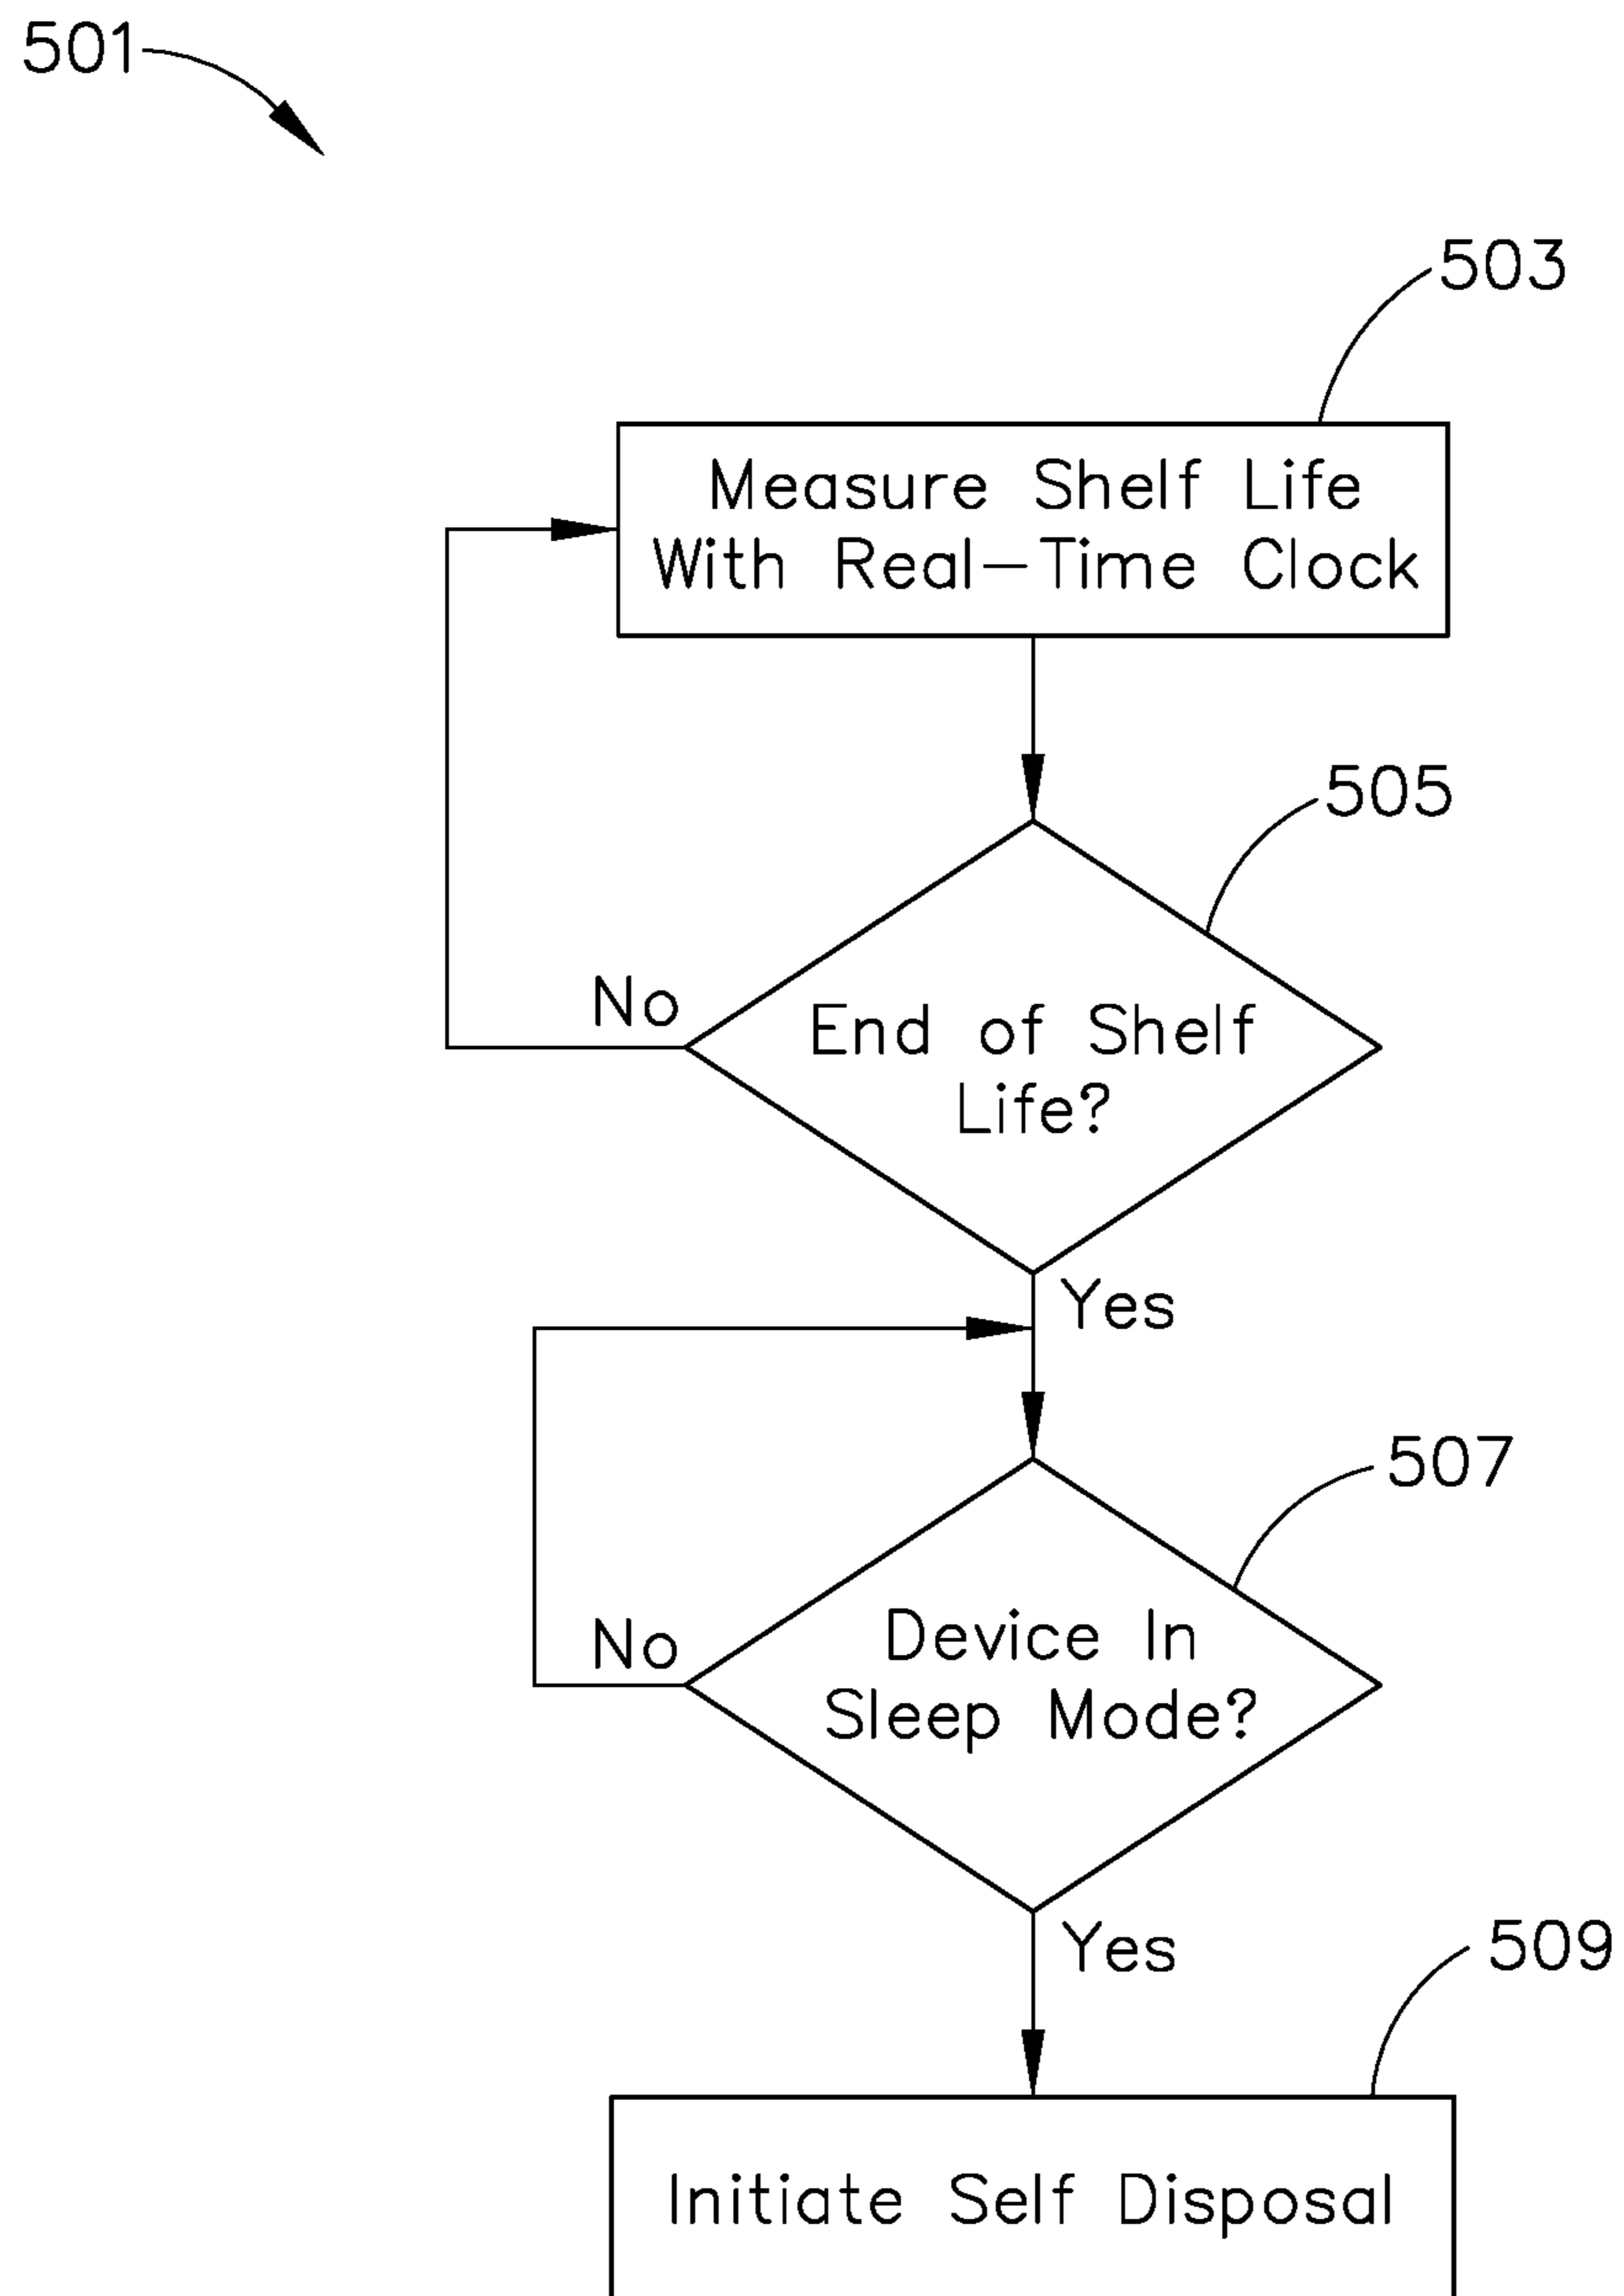 501
503
Measure Shelf Life
With Real-Time Clock
505
No
End of Shelf
Life?
Yes
507
No
Device In
Sleep Mode?
Yes
509
Initiate Self Disposal